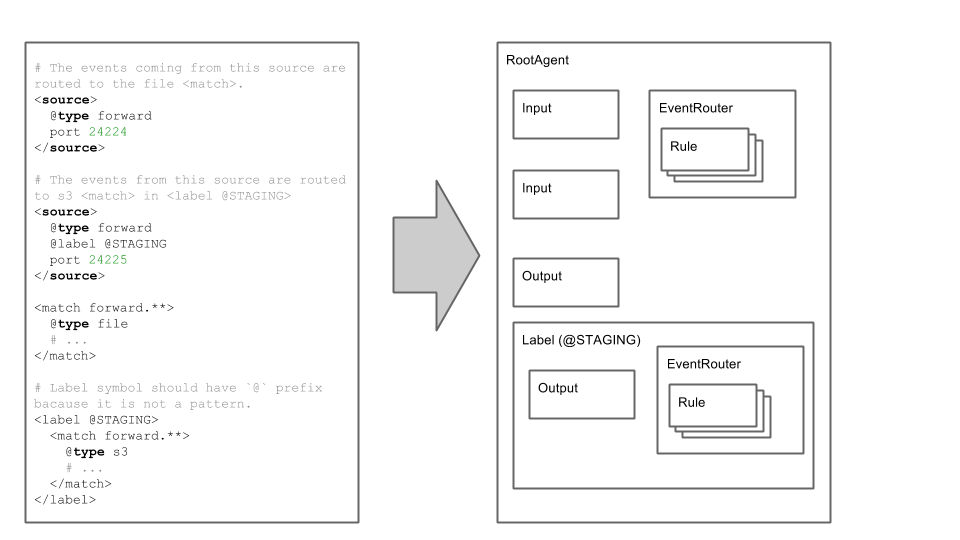 # The events coming from this source are
routed to the file <match>.
<source>
  @type forward
  port 24224
</source>
# The events from this source are routed
to s3 <match> in <label @STAGING>
<source>
  @type forward
  @label @STAGING
  port 24225
</source>
<match forward.**>
  @type file
  # ...
</match>
# Label symbol should have `@` prefix
bacause it is not a pattern.
<label @STAGING>
  <match forward.**>
    @type s3
    # ...
  </match>
</label>
RootAgent
Input
EventRouter
Rule
Input
Output
Label (@STAGING)
EventRouter
Output
Rule